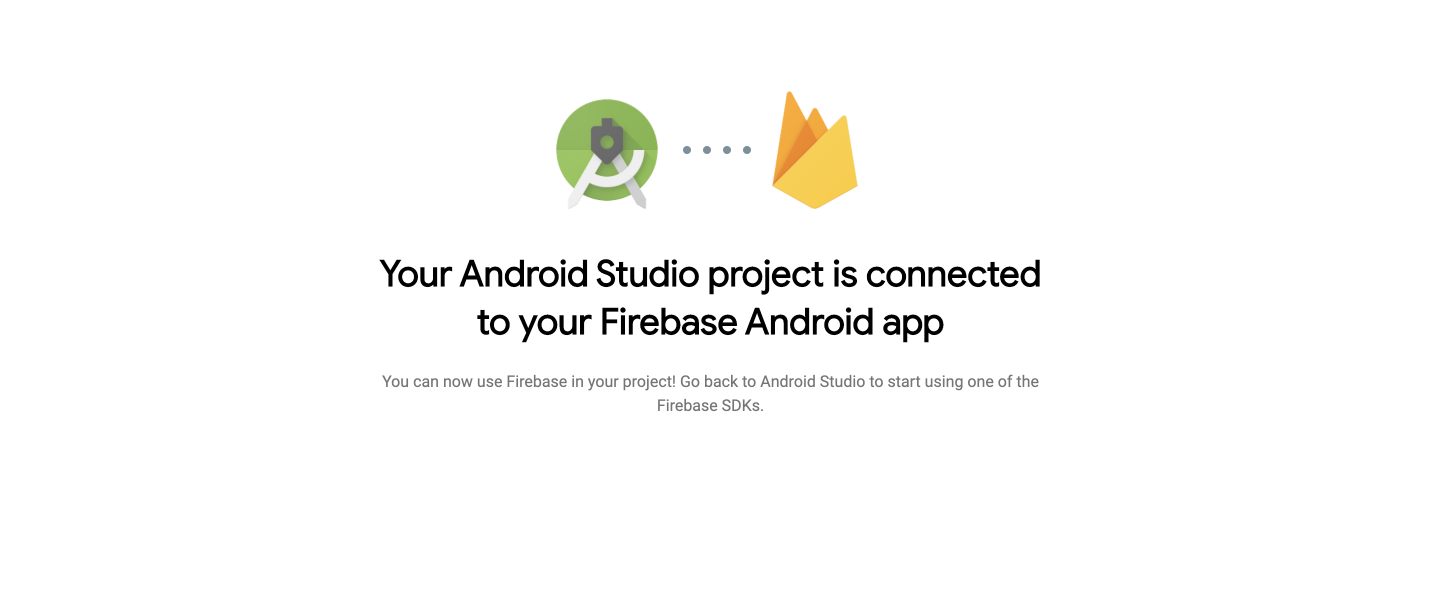 Your Android Studio project is connected
to your Firebase Android app
You can now use Firebase in your project! Go back to Android Studio to start using one of the
Firebase SDKs.